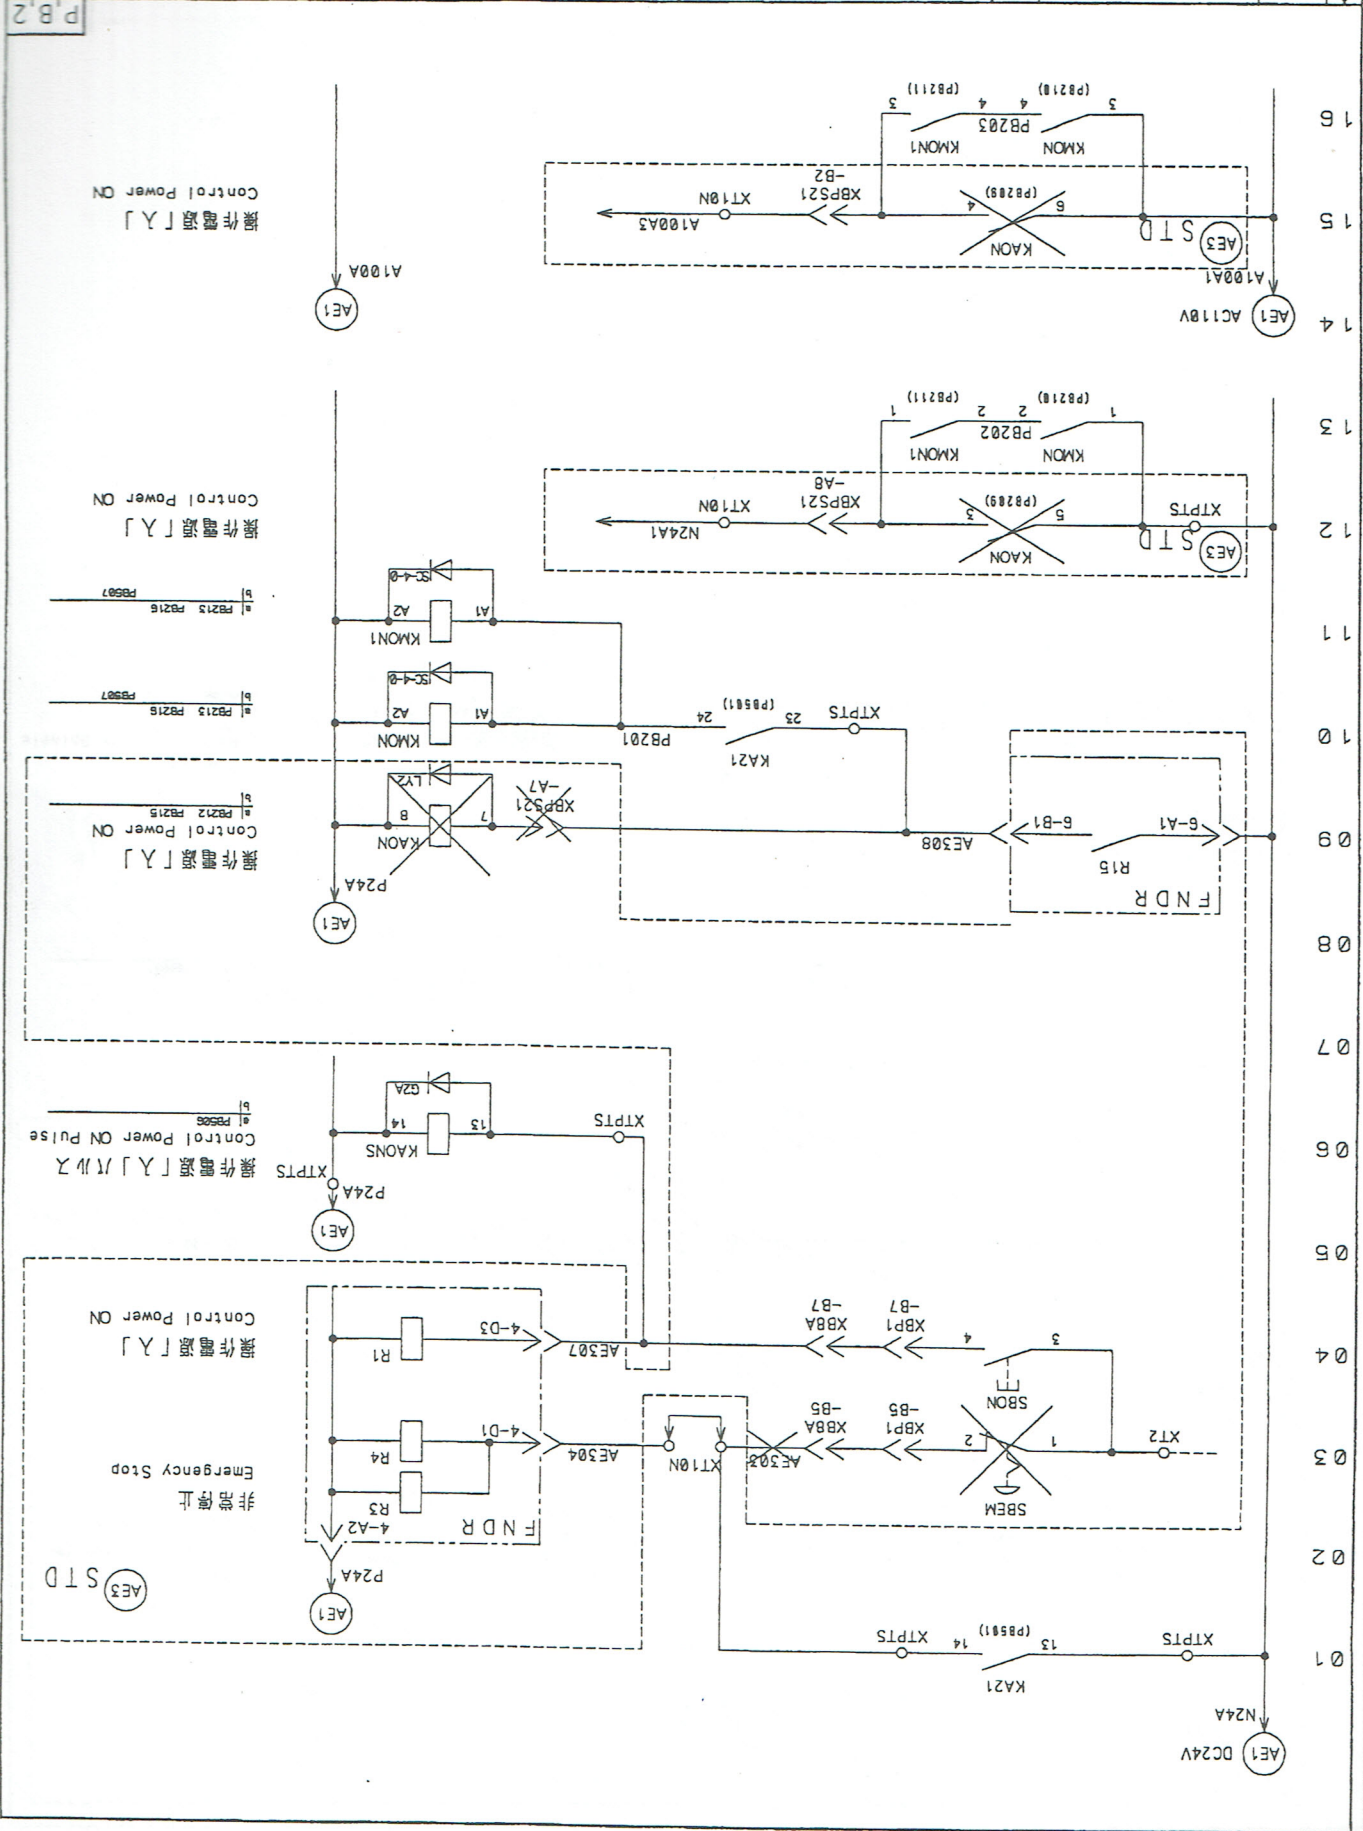 AE1 DC24V
N24A
KA21
01 XTPTS 13 (PB501) 14 XTPTS
AE1
P24A
AE3 STD
02
4-A2
FNDR
R3
非常停止
Emergency Stop
SBEM
03 XT2 1 2 XBP1 -B5 XB8A -B5 AE303 XT10N AE304 4-D1 R4
SBON
04 3 4 XBP1 -B7 XB8A -B7 AE307 4-D3 R1
操作電源「入」
Control Power ON
05
AE1
P24A
XTPTS
06 XTPTS 13 KAONS 14
G2A
操作電源「入」パルス
Control Power ON Pulse
a PB506
b
07
08
AE1
P24A
FNDR
R15
09 6-A1 6-B1 AE308 XBPS21 -A7 7 KAON 8
LY2
操作電源「入」
Control Power ON
a PB212 PB215
b
10 XTPTS 23 KA21 (PB501) 24 PB201 A1 KMON A2
SC-4-0
a PB213 PB216
b PB507
11 A1 KMON1 A2
SC-4-0
a PB213 PB216
b PB507
AE3
STD
12 XTPTS 5 KAON (PB209) 3 XBPS21 -A8 XT10N N24A1
操作電源「入」
Control Power ON
KMON KMON1
13 1 (PB210) 2 PB202 2 (PB211) 1
14 AE1 AC110V
A100A1
AE1
A100A
AE3
STD
15 6 KAON (PB209) 4 XBPS21 -B2 XT10N A100A3
操作電源「入」
Control Power ON
KMON KMON1
16 3 (PB210) 4 PB203 4 (PB211) 3
P,B,2